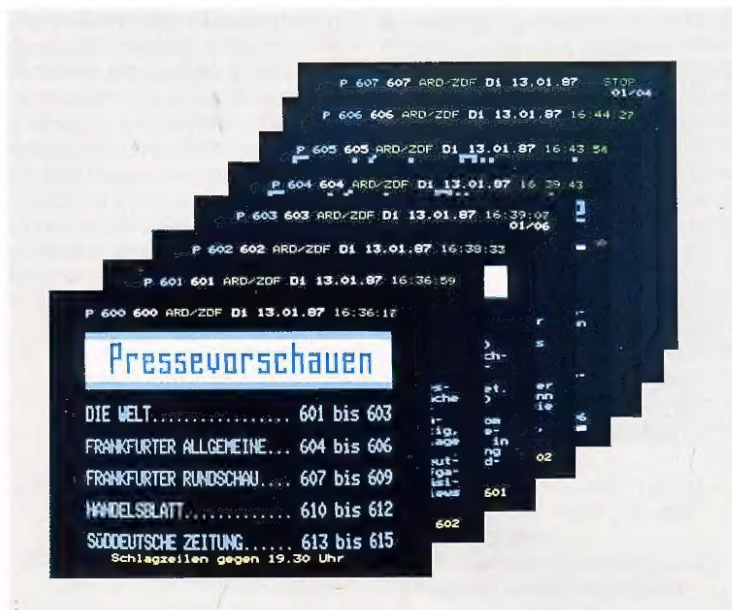 P 607 607 ARD/ZDF Di 13.01.87 STOP
01/04
P 606 606 ARD/ZDF Di 13.01.87 16:44:27
P 605 605 ARD/ZDF Di 13.01.87 16:43:54
P 604 604 ARD/ZDF Di 13.01.87 16:39:43
P 603 603 ARD/ZDF Di 13.01.87 16:39:02
01/06
P 602 602 ARD/ZDF Di 13.01.87 16:38:33
P 601 601 ARD/ZDF Di 13.01.87 16:36:59
P 600 600 ARD/ZDF Di 13.01.87 16:36:17
Pressevorschauen
DIE WELT................ 601 bis 603
FRANKFURTER ALLGEMEINE... 604 bis 606
FRANKFURTER RUNDSCHAU.... 607 bis 609
HANDELSBLATT............. 610 bis 612
SÜDDEUTSCHE ZEITUNG...... 613 bis 615
Schlagzeilen gegen 19.30 Uhr
02
601
602